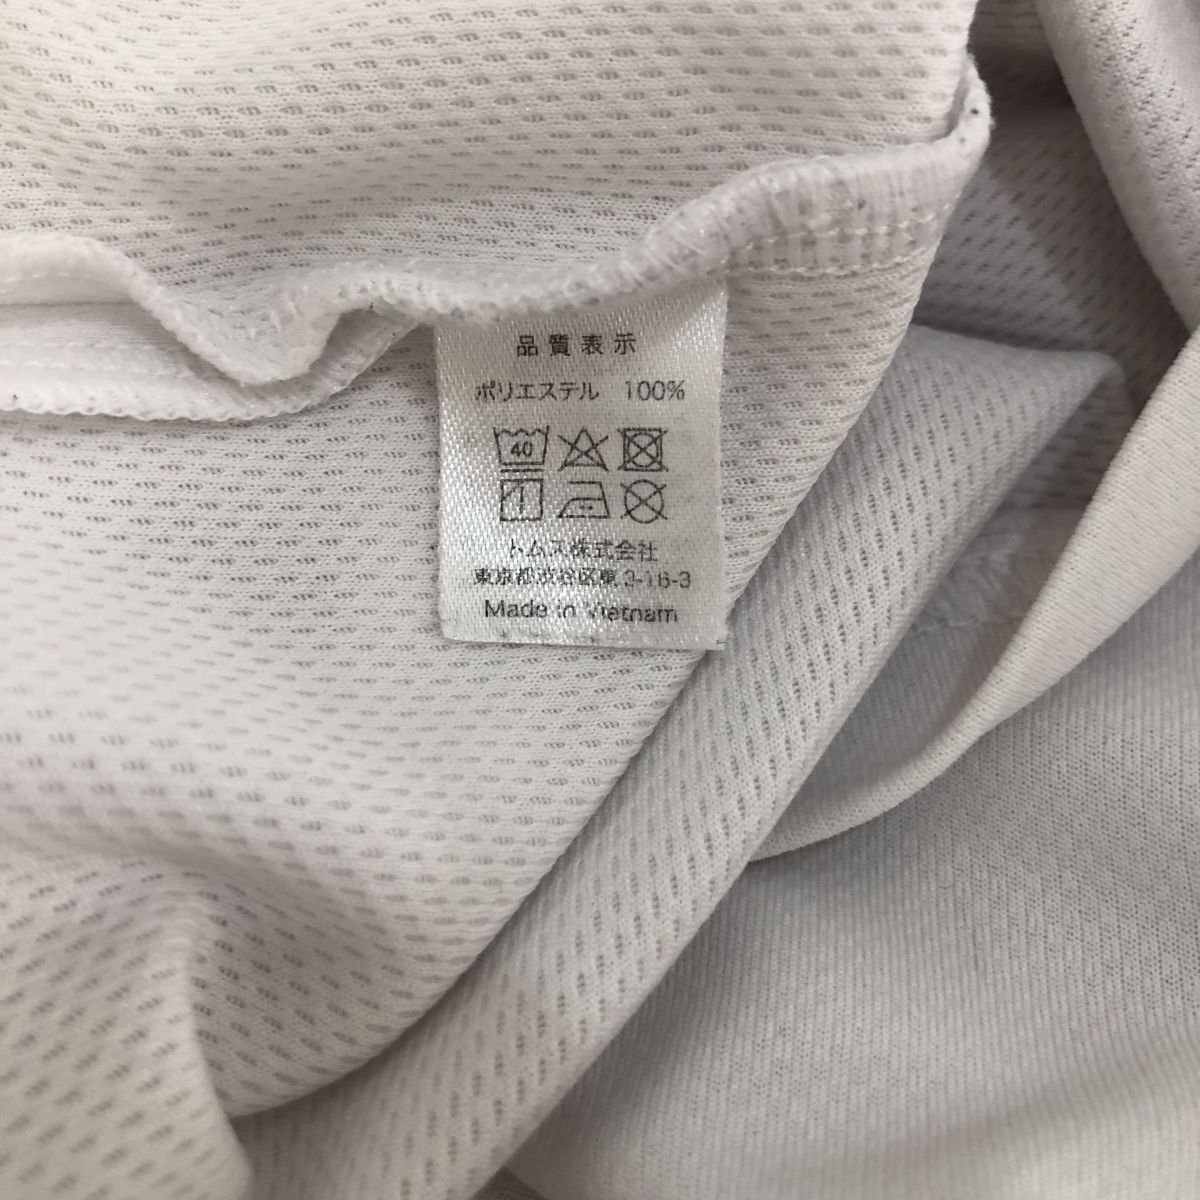 品質表示
ポリエステル 100%
40
トムス株式会社
東京都渋谷区東 3-16-3
Made in Vietnam